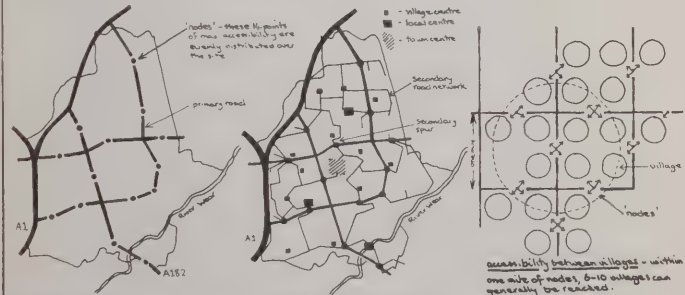 'nodes' - these 16 points
of max accessibility are
evenly distributed over
the site
primary road
A1
River Wear
A182
- village centre
- local centre
- town centre
Secondary
road network
Secondary
spur
A1
River Wear
village
'nodes'
accessibility between villages - within
one mile of nodes, 6-10 villages can
generally be reached.